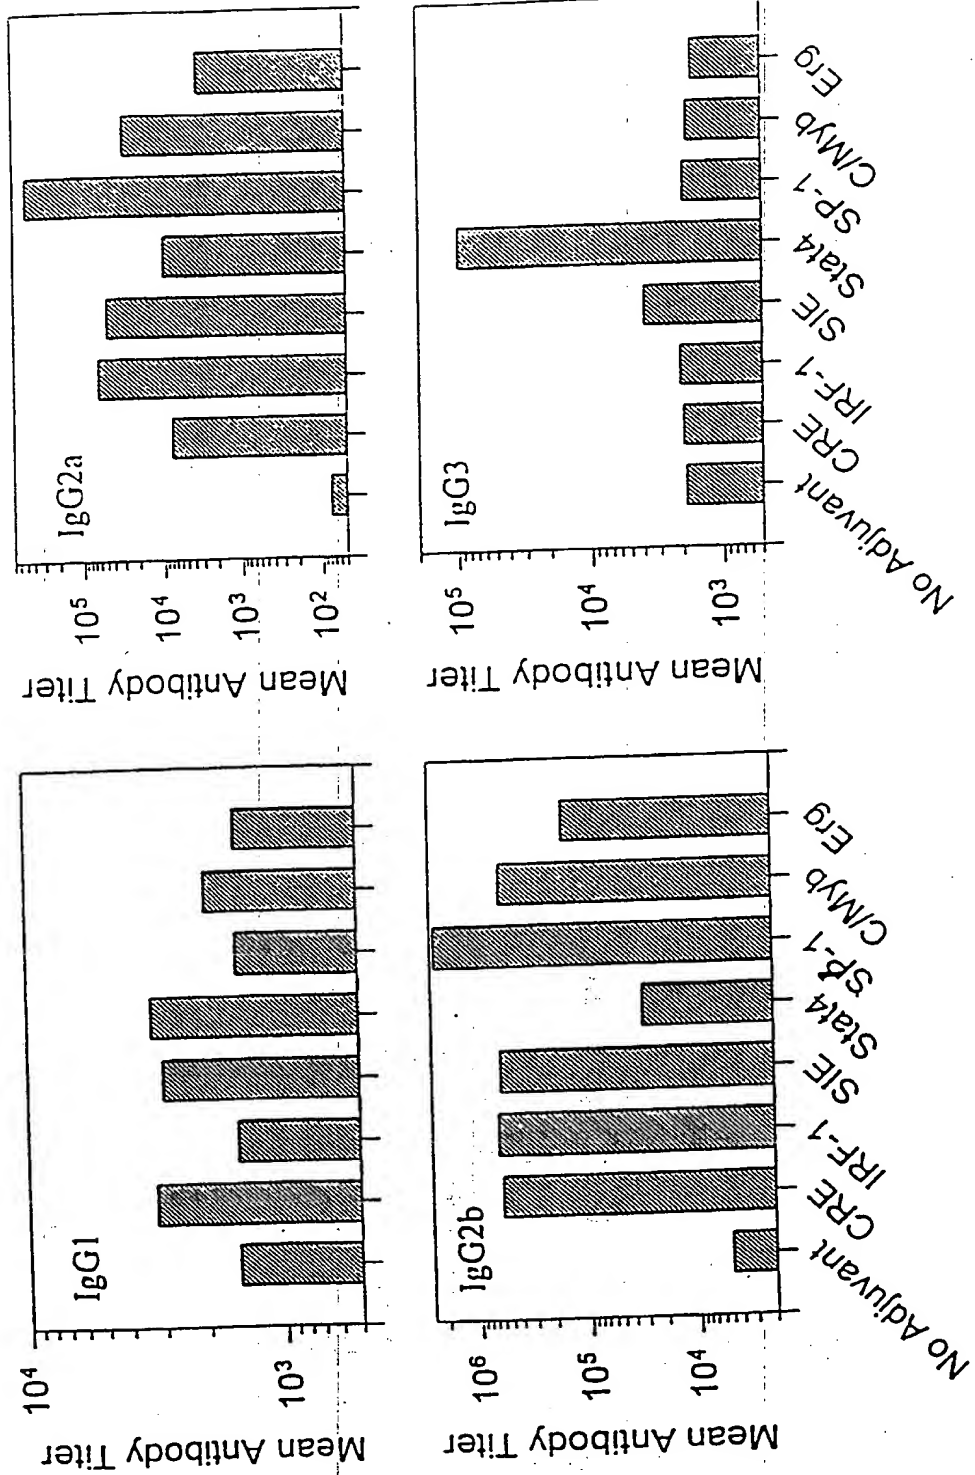 IgG1
Mean Antibody Titer
10⁴
10³
IgG2a
Mean Antibody Titer
10⁵
10⁴
10³
10²
IgG2b
Mean Antibody Titer
10⁶
10⁵
10⁴
No Adjuvant
CRE
IRF-1
SIE
Stat4
SP-1
C/Myb
Erg
IgG3
Mean Antibody Titer
10⁵
10⁴
10³
No Adjuvant
CRE
IRF-1
SIE
Stat4
SP-1
C/Myb
Erg